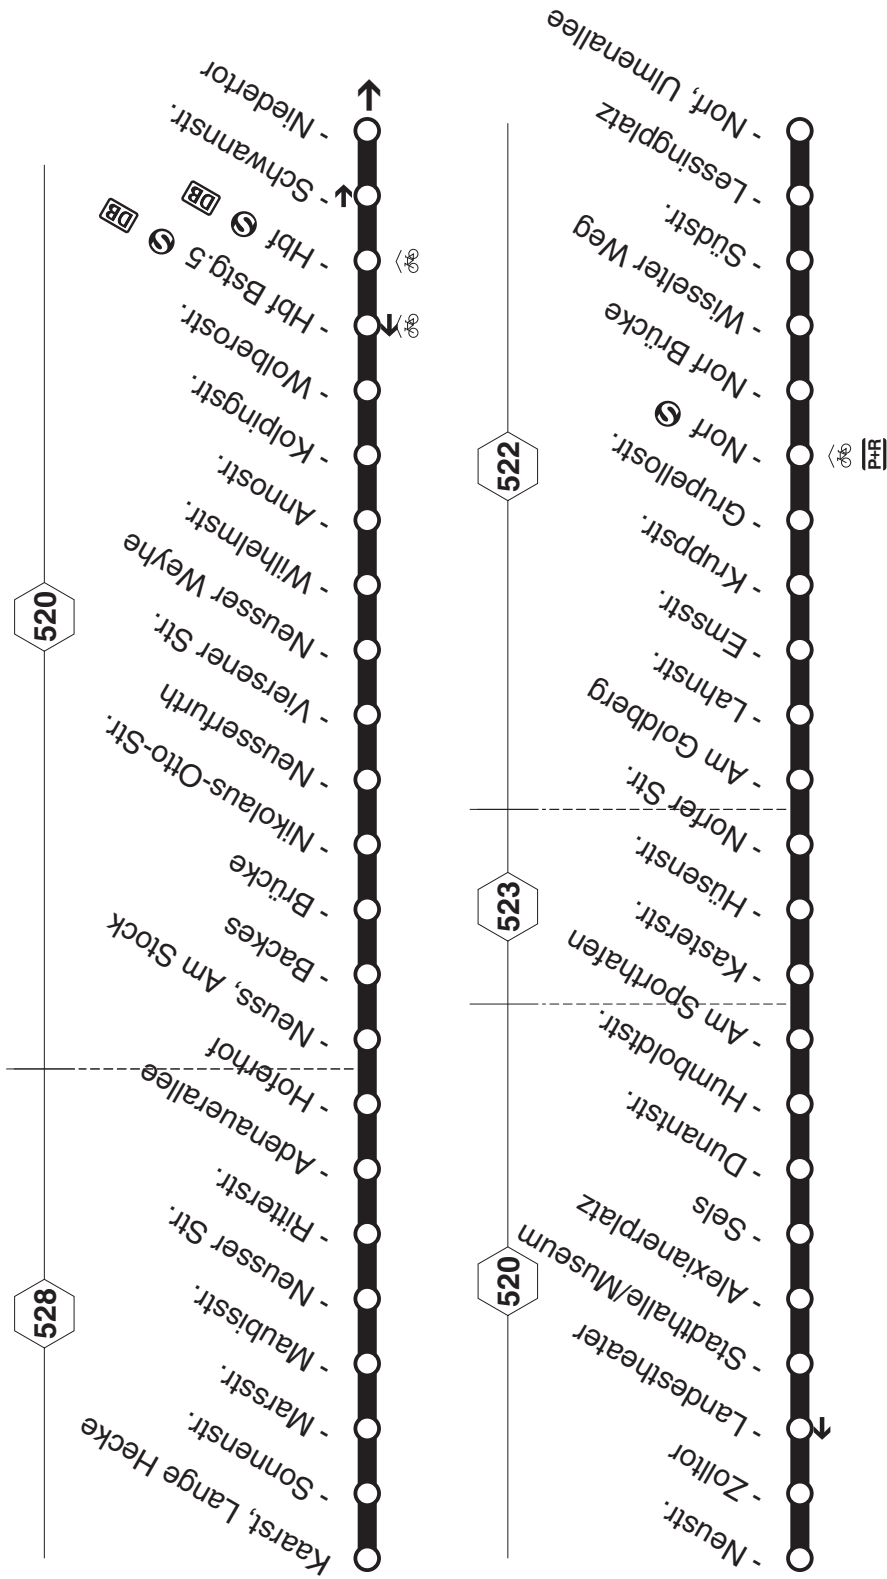 528
520
Kaarst, Lange Hecke
- Sonnenstr.
- Marsstr.
- Maubisstr.
- Neusser Str.
- Ritterstr.
- Adenauerallee
- Hoferhof
- Neuss, Am Stock
- Backes
- Brücke
- Nikolaus-Otto-Str.
- Neusserfurth
- Viersener Str.
- Neusser Weyhe
- Wilhelmstr.
- Annostr.
- Kolpingstr.
- Wolberostr.
- Hbf Bstg.5 S DB
- Hbf S DB
- Schwannstr.
- Niedertor
520
523
522
- Neustr.
- Zolltor
- Landestheater
- Stadthalle/Museum
- Alexianerplatz
- Sels
- Dunantstr.
- Humboldtstr.
- Am Sporthafen
- Kasterstr.
- Hüsenstr.
- Norfer Str.
- Am Goldberg
- Lahnstr.
- Emsstr.
- Kruppstr.
- Grupellostr.
- Norf S
- Norf Brücke
- Wisselter Weg
- Südstr.
- Lessingplatz
- Norf, Ulmenallee
P+R